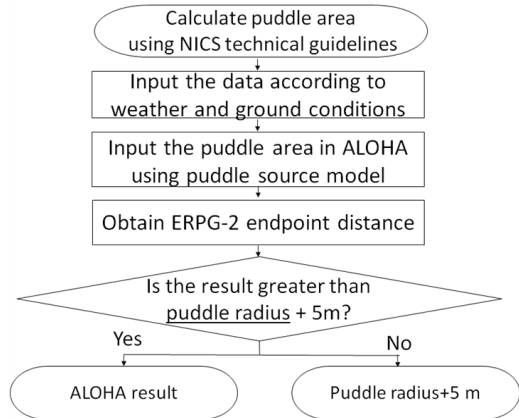 Calculate puddle area
using NICS technical guidelines
Input the data according to
weather and ground conditions
Input the puddle area in ALOHA
using puddle source model
Obtain ERPG-2 endpoint distance
Is the result greater than
puddle radius + 5m?
Yes
No
ALOHA result
Puddle radius+5 m